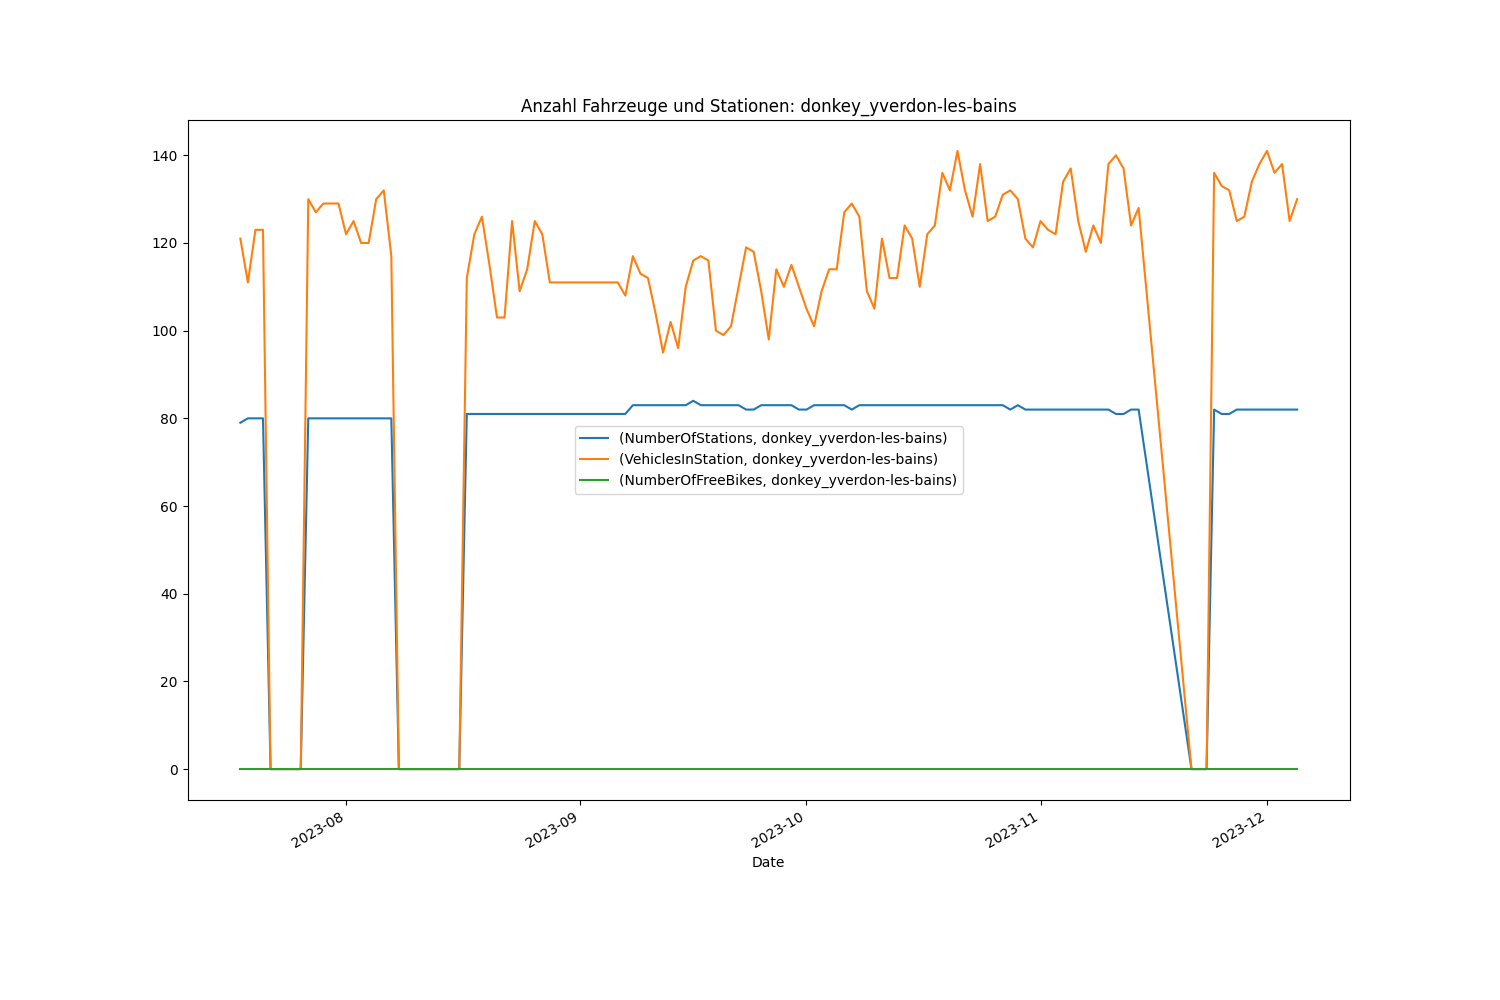 Anzahl Fahrzeuge und Stationen: donkey_yverdon-les-bains
140
120
100
80
60
40
20
0
(NumberOfStations, donkey_yverdon-les-bains)
(VehiclesInStation, donkey_yverdon-les-bains)
(NumberOfFreeBikes, donkey_yverdon-les-bains)
2023-08
2023-09
2023-10
2023-11
2023-12
Date